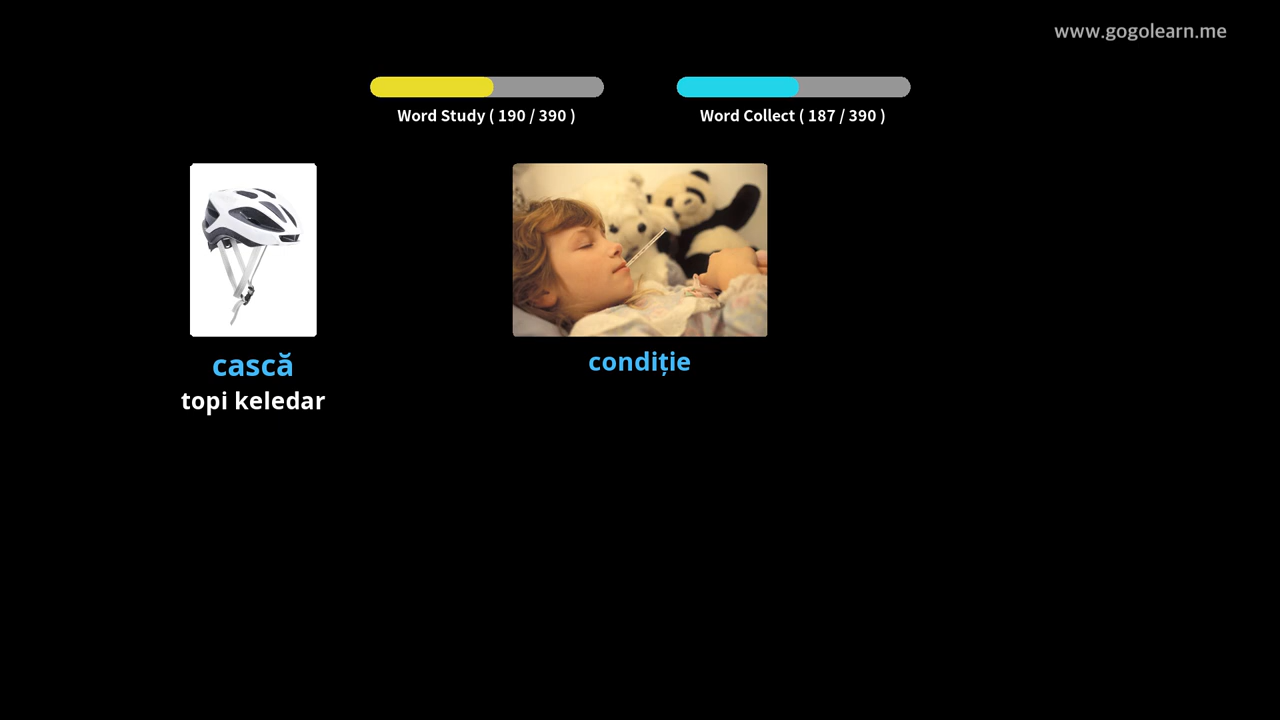 www.gogolearn.me
Word Study ( 190 / 390 )
Word Collect ( 187 / 390 )
cască
topi keledar
condiție